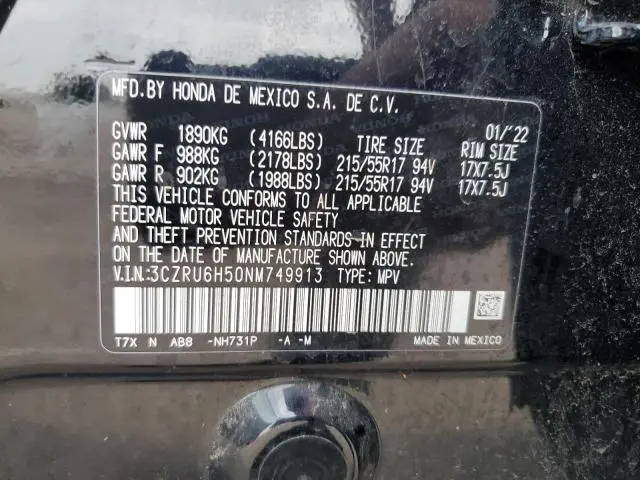 MFD.BY HONDA DE MEXICO S.A. DE C.V.
01/'22
GVWR 1890KG (4166LBS) TIRE SIZE RIM SIZE
GAWR F 988KG (2178LBS) 215/55R17 94V 17X7.5J
GAWR R 902KG (1988LBS) 215/55R17 94V 17X7.5J
THIS VEHICLE CONFORMS TO ALL APPLICABLE
FEDERAL MOTOR VEHICLE SAFETY
AND THEFT PREVENTION STANDARDS IN EFFECT
ON THE DATE OF MANUFACTURE SHOWN ABOVE.
V.I.N.:3CZRU6H50NM749913 TYPE: MPV
T7X N AB8 -NH731P -A -M MADE IN MEXICO